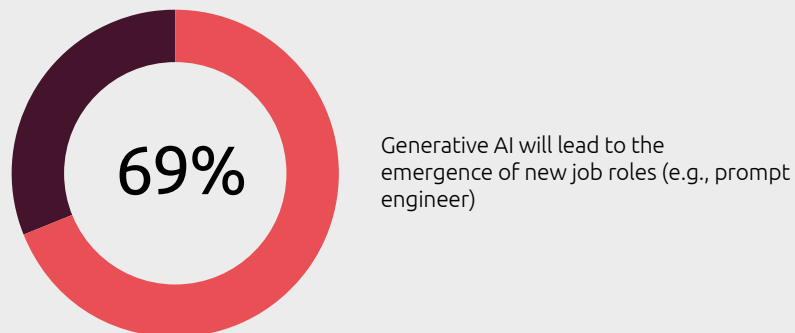 69%
Generative AI will lead to the
emergence of new job roles (e.g., prompt
engineer)